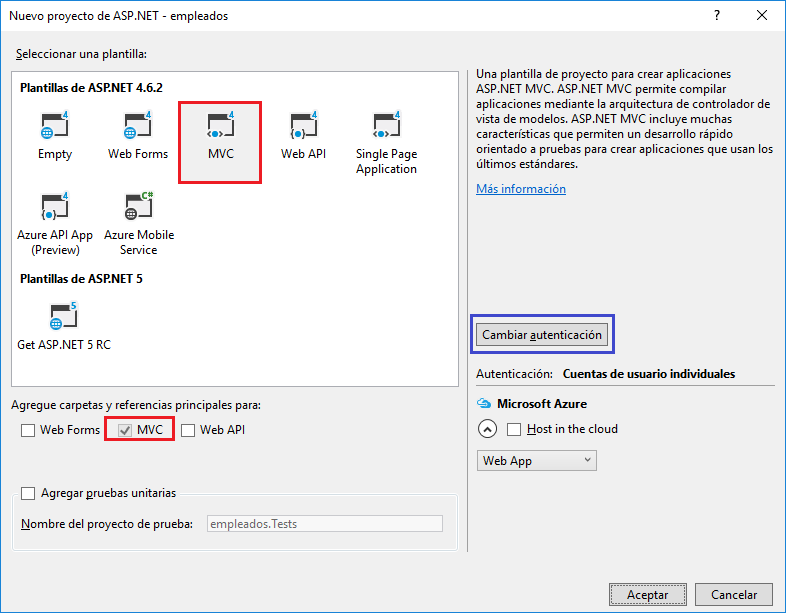 Nuevo proyecto de ASP.NET - empleados
Seleccionar una plantilla:
Plantillas de ASP.NET 4.6.2
Empty
Web Forms
MVC
Web API
Single Page
Application
Azure API App
(Preview)
Azure Mobile
Service
Plantillas de ASP.NET 5
Get ASP.NET 5 RC
Una plantilla de proyecto para crear aplicaciones
ASP.NET MVC. ASP.NET MVC permite compilar
aplicaciones mediante la arquitectura de controlador de
vista de modelos. ASP.NET MVC incluye muchas
características que permiten un desarrollo rápido
orientado a pruebas para crear aplicaciones que usan los
últimos estándares.
Más información
Cambiar autenticación
Autenticación: Cuentas de usuario individuales
Microsoft Azure
Host in the cloud
Web App
Agregue carpetas y referencias principales para:
Web Forms MVC Web API
Agregar pruebas unitarias
Nombre del proyecto de prueba: empleados.Tests
Aceptar Cancelar